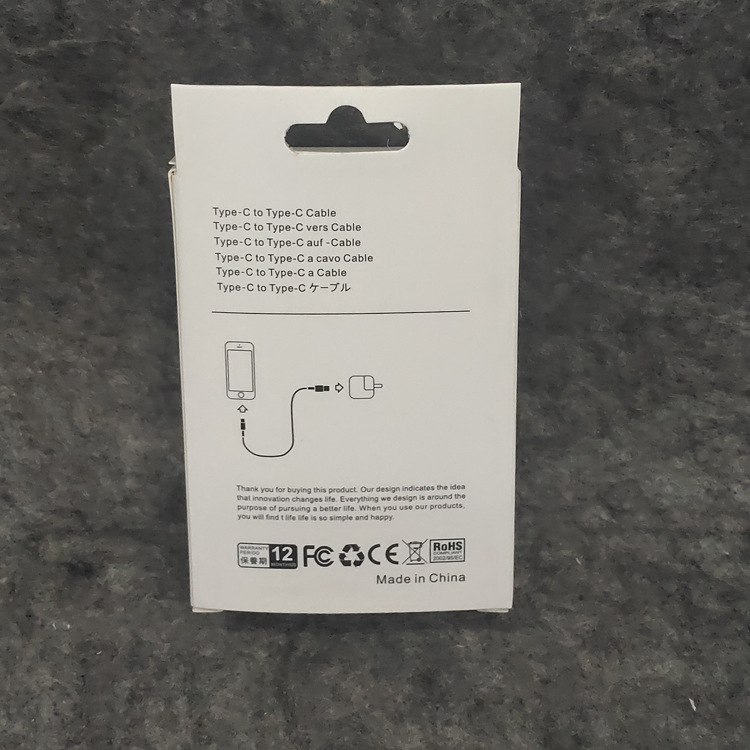 Type-C to Type-C Cable
Type-C to Type-C vers Cable
Type-C to Type-C auf -Cable
Type-C to Type-C a cavo Cable
Type-C to Type-C a Cable
Type-C to Type-C ケーブル
Thank you for buying this product. Our design indicates the idea
that innovation changes life. Everything we design is around the
purpose of pursuing a better life. When you use our products,
you will find t life life is so simple and happy.
WARRANTY PERIOD
保養期
12
FC CE
RoHS
COMPLIANT
2002/95/EC
Made in China